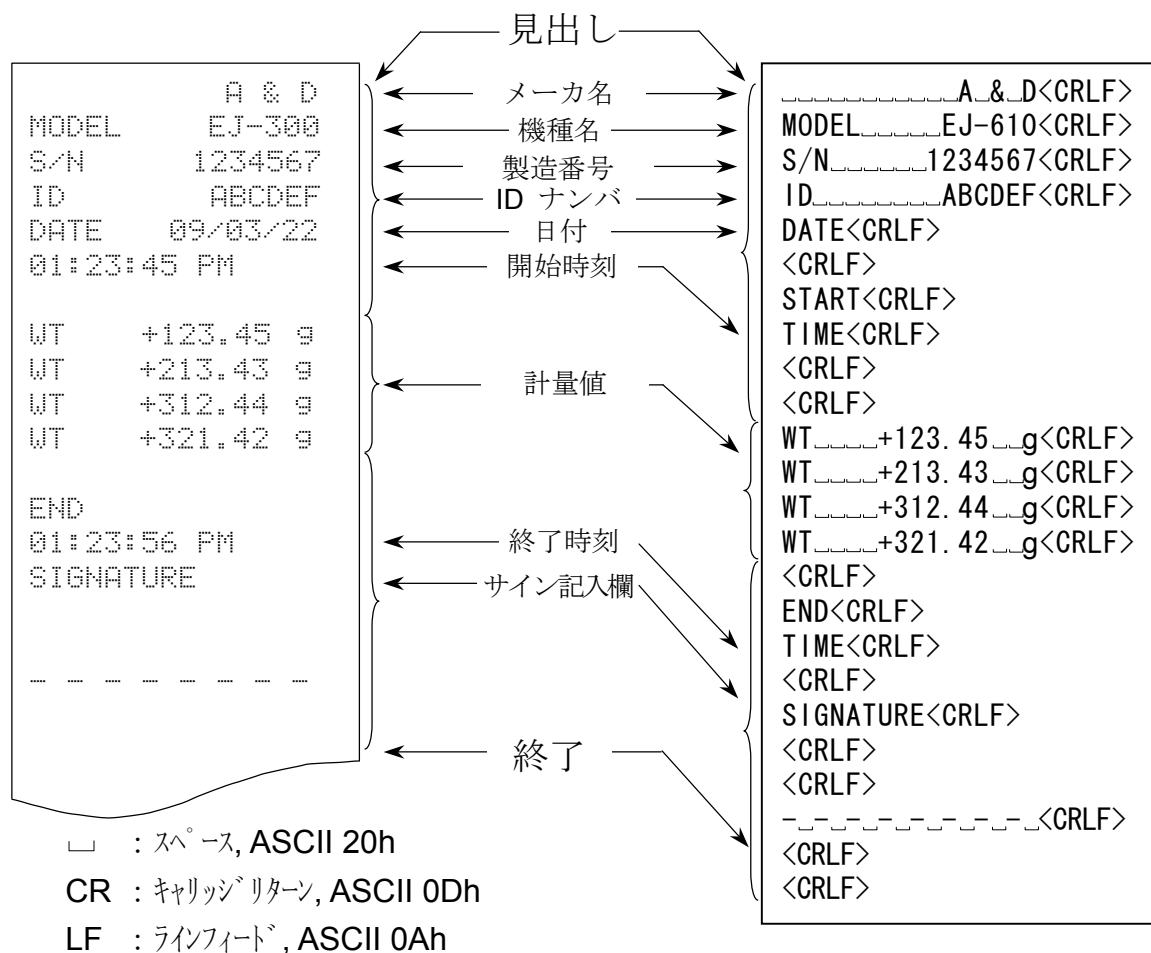 見出し
A & D
MODEL EJ-300
S/N 1234567
ID ABCDEF
DATE 09/03/22
01:23:45 PM
WT +123.45 g
WT +213.43 g
WT +312.44 g
WT +321.42 g
END
01:23:56 PM
SIGNATURE
_ _ _ _ _ _ _ _
メーカ名
機種名
製造番号
ID ナンバ
日付
開始時刻
計量値
終了時刻
サイン記入欄
終了
␣␣␣␣␣␣␣␣␣␣␣A␣&␣D<CRLF>
MODEL␣␣␣␣␣EJ-610<CRLF>
S/N␣␣␣␣␣␣1234567<CRLF>
ID␣␣␣␣␣␣␣␣ABCDEF<CRLF>
DATE<CRLF>
<CRLF>
START<CRLF>
TIME<CRLF>
<CRLF>
<CRLF>
WT␣␣␣␣+123.45␣␣g<CRLF>
WT␣␣␣␣+213.43␣␣g<CRLF>
WT␣␣␣␣+312.44␣␣g<CRLF>
WT␣␣␣␣+321.42␣␣g<CRLF>
<CRLF>
END<CRLF>
TIME<CRLF>
<CRLF>
SIGNATURE<CRLF>
<CRLF>
<CRLF>
-␣-␣-␣-␣-␣-␣-␣-␣<CRLF>
<CRLF>
<CRLF>
␣ : スペース, ASCII 20h
CR : キャリッジリターン, ASCII 0Dh
LF : ラインフィード, ASCII 0Ah